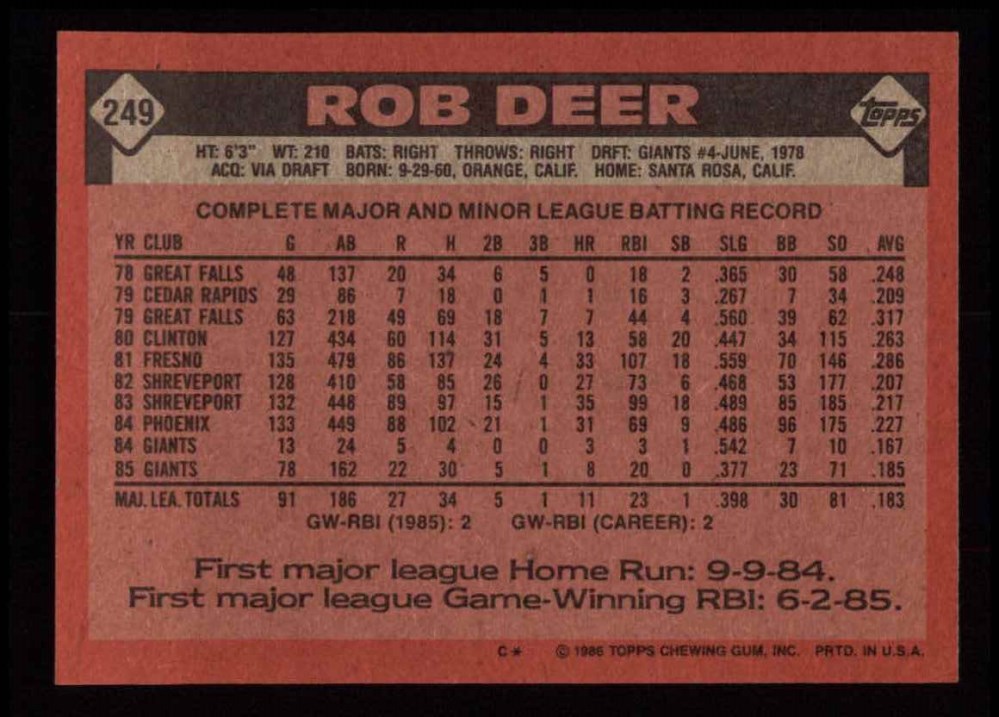 249 ROB DEER Topps
HT: 6'3" WT: 210 BATS: RIGHT THROWS: RIGHT DRFT: GIANTS #4-JUNE, 1978
ACQ: VIA DRAFT BORN: 9-29-60, ORANGE, CALIF. HOME: SANTA ROSA, CALIF.
COMPLETE MAJOR AND MINOR LEAGUE BATTING RECORD
YR CLUB G AB R H 2B 3B HR RBI SB SLG BB SO AVG
78 GREAT FALLS 48 137 20 34 6 5 0 18 2 .365 30 58 .248
79 CEDAR RAPIDS 29 86 7 18 0 1 1 16 3 .267 7 34 .209
79 GREAT FALLS 63 218 49 69 18 7 7 44 4 .560 39 62 .317
80 CLINTON 127 434 60 114 31 5 13 58 20 .447 34 115 .263
81 FRESNO 135 479 86 137 24 4 33 107 18 .559 70 146 .286
82 SHREVEPORT 128 410 58 85 26 0 27 73 6 .468 53 177 .207
83 SHREVEPORT 132 448 89 97 15 1 35 99 18 .489 85 185 .217
84 PHOENIX 133 449 88 102 21 1 31 69 9 .486 96 175 .227
84 GIANTS 13 24 5 4 0 0 3 3 1 .542 7 10 .167
85 GIANTS 78 162 22 30 5 1 8 20 0 .377 23 71 .185
MAJ. LEA. TOTALS 91 186 27 34 5 1 11 23 1 .398 30 81 .183
GW-RBI (1985): 2 GW-RBI (CAREER): 2
First major league Home Run: 9-9-84.
First major league Game-Winning RBI: 6-2-85.
C* © 1986 TOPPS CHEWING GUM, INC. PRTD. IN U.S.A.